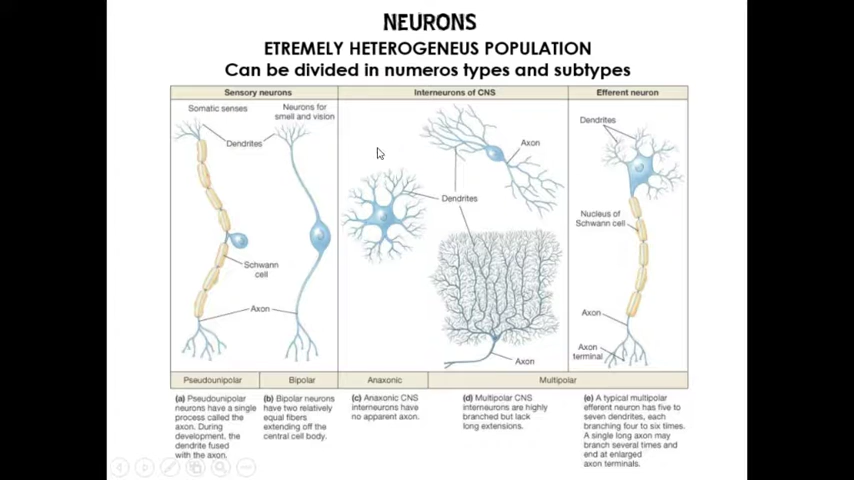 NEURONS
ETREMELY HETEROGENEUS POPULATION
Can be divided in numeros types and subtypes
Sensory neurons
Interneurons of CNS
Efferent neuron
Somatic senses
Neurons for
smell and vision
Dendrites
Schwann
cell
Axon
Axon
Dendrites
Axon
Dendrites
Nucleus of
Schwann cell
Axon
Axon
terminal
Pseudounipolar
Bipolar
Anaxonic
Multipolar
(a) Pseudounipolar
neurons have a single
process called the
axon. During
development, the
dendrite fused
with the axon.
(b) Bipolar neurons
have two relatively
equal fibers
extending off the
central cell body.
(c) Anaxonic CNS
interneurons have
no apparent axon.
(d) Multipolar CNS
interneurons are highly
branched but lack
long extensions.
(e) A typical multipolar
efferent neuron has five to
seven dendrites, each
branching four to six times.
A single long axon may
branch several times and
end at enlarged
axon terminals.